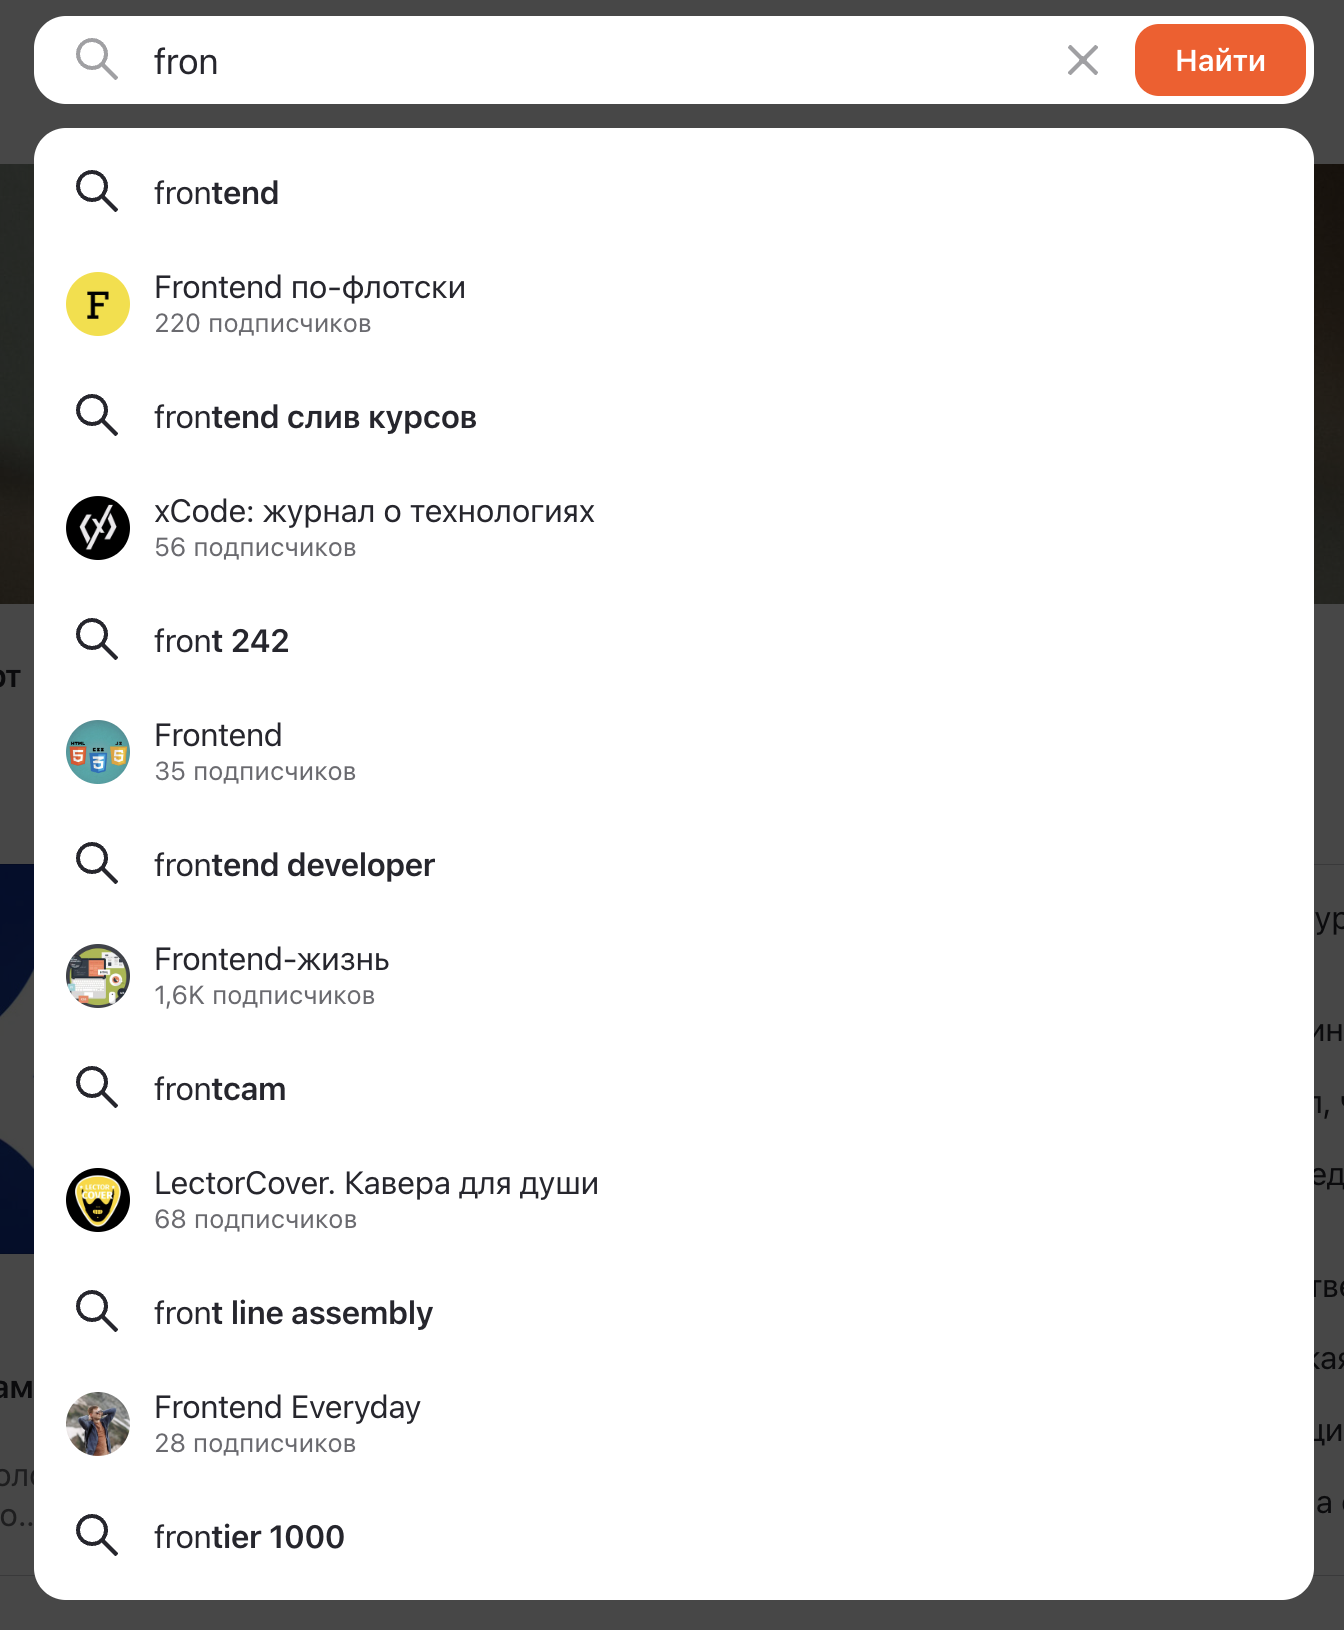 fron
Найти
frontend
F
Frontend по-флотски
220 подписчиков
frontend слив курсов
xCode: журнал о технологиях
56 подписчиков
front 242
Frontend
35 подписчиков
frontend developer
Frontend-жизнь
1,6K подписчиков
frontcam
LECTOR
COVER
LectorCover. Кавера для души
68 подписчиков
front line assembly
Frontend Everyday
28 подписчиков
frontier 1000